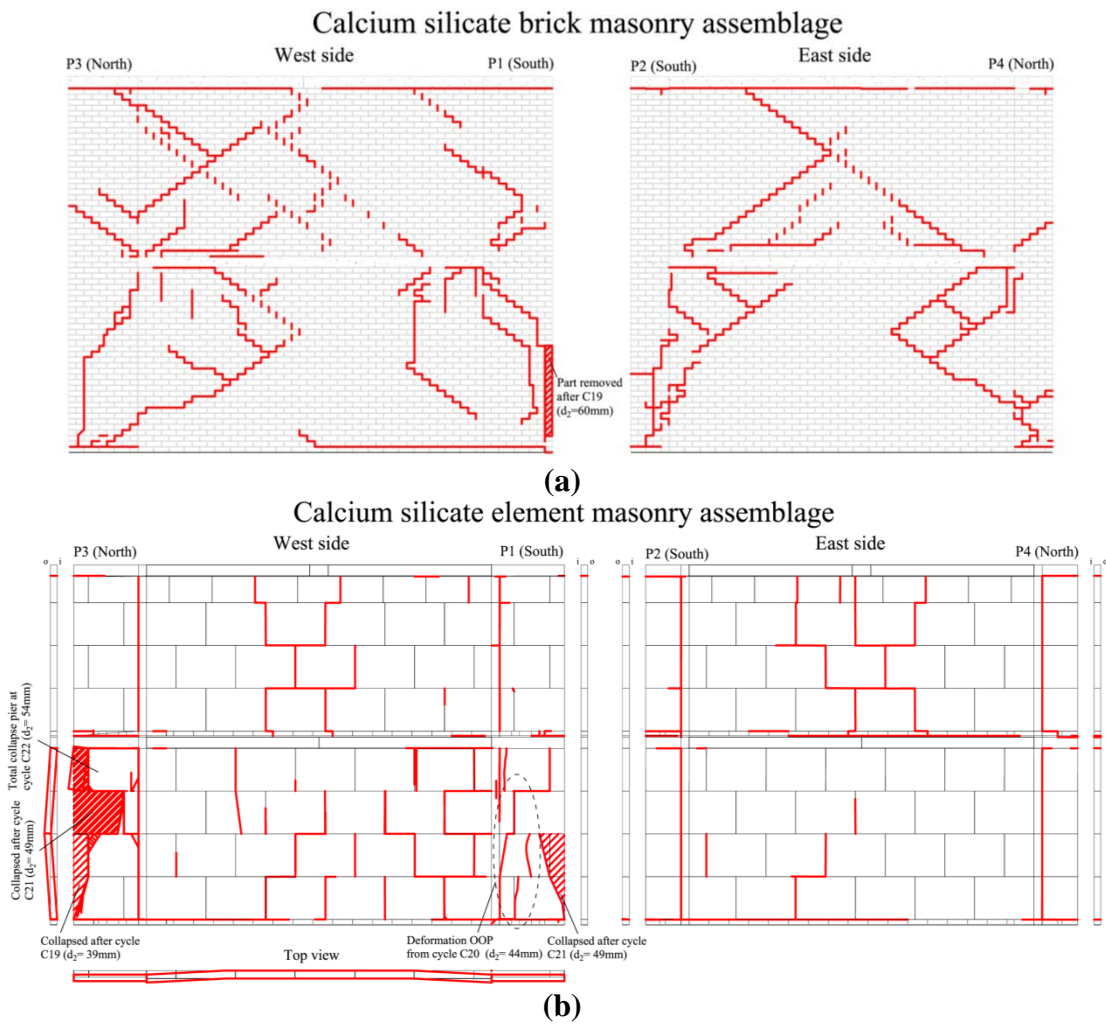 Calcium silicate brick masonry assemblage
West side
P3 (North)
P1 (South)
East side
P2 (South)
P4 (North)
Part removed
after C19
(d₂=60mm)
(a)
Calcium silicate element masonry assemblage
West side
P3 (North)
P1 (South)
o i
i o
East side
P2 (South)
P4 (North)
o i
i o
Total collapse pier at
cycle C22 (d₂= 54mm)
Collapsed after cycle
C21 (d₂= 49mm)
Collapsed after cycle
C19 (d₂= 39mm)
Top view
Deformation OOP
from cycle C20 (d₂= 44mm)
Collapsed after cycle
C21 (d₂= 49mm)
(b)